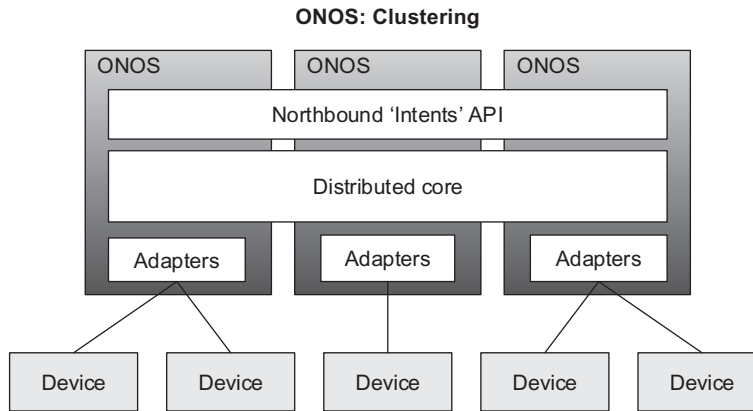 ONOS: Clustering
ONOS
ONOS
ONOS
Northbound ‘Intents’ API
Distributed core
Adapters
Adapters
Adapters
Device
Device
Device
Device
Device